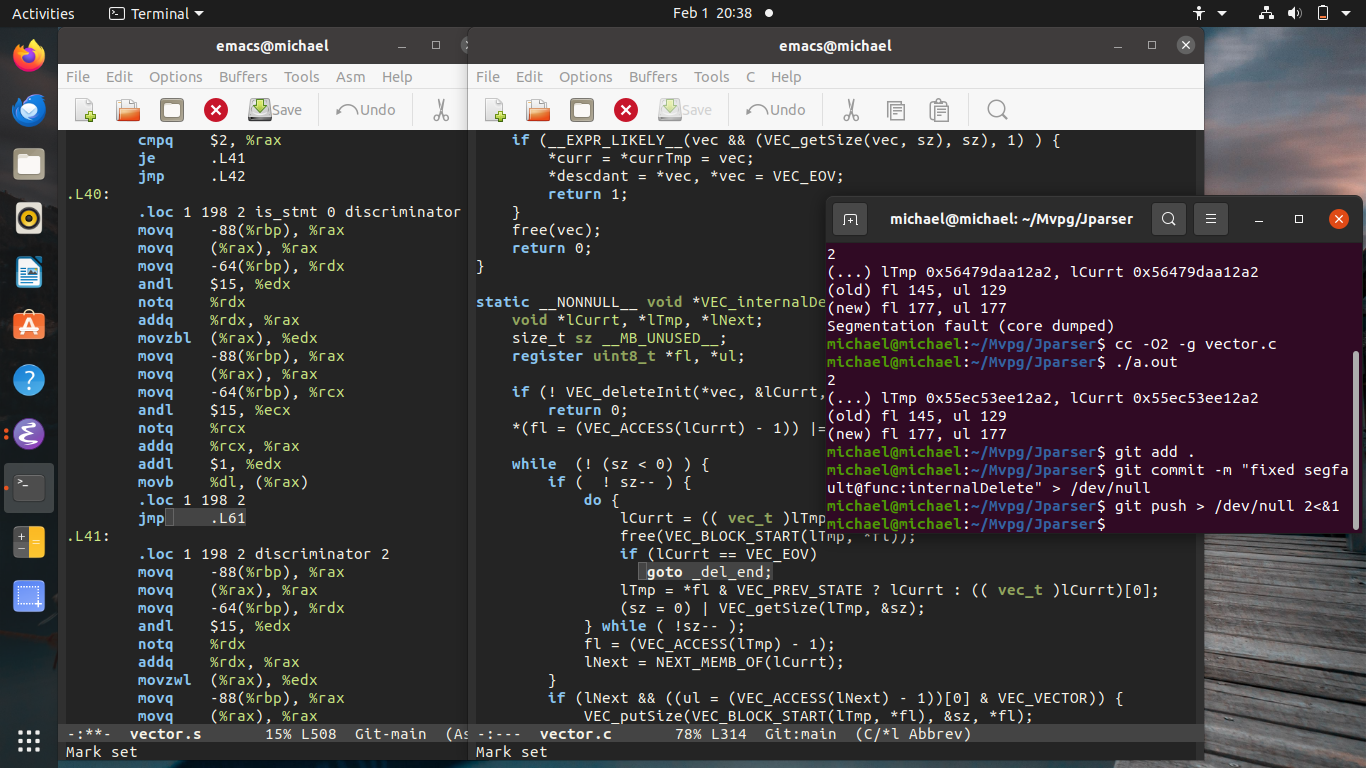 Activities
Terminal
Feb 1 20:38
emacs@michael
File Edit Options Buffers Tools Asm Help
Save
Undo
cmpq $2, %rax
je .L41
jmp .L42
.L40:
.loc 1 198 2 is_stmt 0 discriminator
movq -88(%rbp), %rax
movq (%rax), %rax
movq -64(%rbp), %rdx
andl $15, %edx
notq %rdx
addq %rdx, %rax
movzbl (%rax), %edx
movq -88(%rbp), %rax
movq (%rax), %rax
movq -64(%rbp), %rcx
andl $15, %ecx
notq %rcx
addq %rcx, %rax
addl $1, %edx
movb %dl, (%rax)
.loc 1 198 2
jmp .L61
.L41:
.loc 1 198 2 discriminator 2
movq -88(%rbp), %rax
movq (%rax), %rax
movq -64(%rbp), %rdx
andl $15, %edx
notq %rdx
addq %rdx, %rax
movzwl (%rax), %edx
movq -88(%rbp), %rax
movq (%rax), %rax
-:**- vector.s 15% L508 Git-main (As
Mark set
emacs@michael
File Edit Options Buffers Tools C Help
Save
Undo
if (__EXPR_LIKELY__(vec && (VEC_getSize(vec, sz), sz), 1) ) {
*curr = *currTmp = vec;
*descdant = *vec, *vec = VEC_EOV;
return 1;
}
free(vec);
return 0;
}
static __NONNULL__ void *VEC_internalDe
void *lCurrt, *lTmp, *lNext;
size_t sz __MB_UNUSED__;
register uint8_t *fl, *ul;
if (! VEC_deleteInit(*vec, &lCurrt,
return 0;
*(fl = (VEC_ACCESS(lCurrt) - 1)) |=
while (! (sz < 0) ) {
if ( ! sz-- ) {
do {
lCurrt = (( vec_t )lTmp
free(VEC_BLOCK_START(lTmp, *fl));
if (lCurrt == VEC_EOV)
goto _del_end;
lTmp = *fl & VEC_PREV_STATE ? lCurrt : (( vec_t )lCurrt)[0];
(sz = 0) | VEC_getSize(lTmp, &sz);
} while ( !sz-- );
fl = (VEC_ACCESS(lTmp) - 1);
lNext = NEXT_MEMB_OF(lCurrt);
}
if (lNext && ((ul = (VEC_ACCESS(lNext) - 1))[0] & VEC_VECTOR)) {
VEC_putSize(VEC_BLOCK_START(lTmp, *fl), &sz, *fl);
-:--- vector.c 78% L314 Git:main (C/*l Abbrev)
Mark set
michael@michael: ~/Mvpg/Jparser
2
(...) lTmp 0x56479daa12a2, lCurrt 0x56479daa12a2
(old) fl 145, ul 129
(new) fl 177, ul 177
Segmentation fault (core dumped)
michael@michael:~/Mvpg/Jparser$ cc -O2 -g vector.c
michael@michael:~/Mvpg/Jparser$ ./a.out
2
(...) lTmp 0x55ec53ee12a2, lCurrt 0x55ec53ee12a2
(old) fl 145, ul 129
(new) fl 177, ul 177
michael@michael:~/Mvpg/Jparser$ git add .
michael@michael:~/Mvpg/Jparser$ git commit -m "fixed segfa
ult@func:internalDelete" > /dev/null
michael@michael:~/Mvpg/Jparser$ git push > /dev/null 2<&1
michael@michael:~/Mvpg/Jparser$